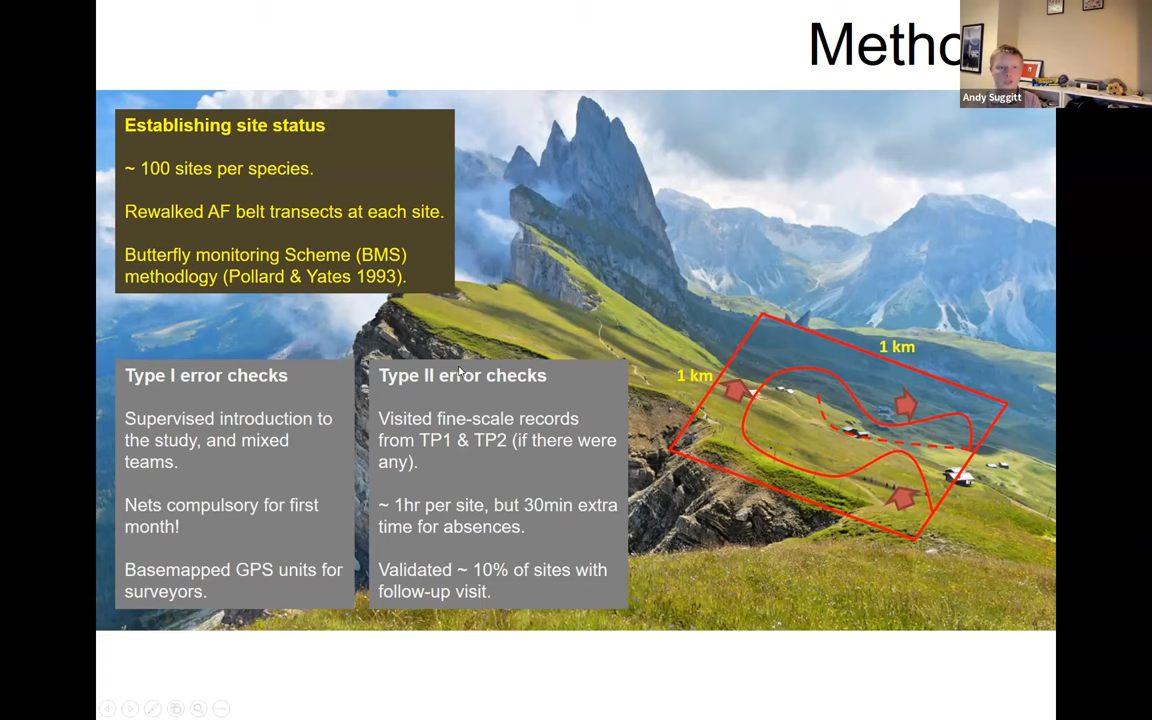 Metho
Andy Suggitt
Establishing site status
~ 100 sites per species.
Rewalked AF belt transects at each site.
Butterfly monitoring Scheme (BMS)
methodlogy (Pollard & Yates 1993).
1 km
1 km
Type I error checks
Supervised introduction to
the study, and mixed
teams.
Nets compulsory for first
month!
Basemapped GPS units for
surveyors.
Type II error checks
Visited fine-scale records
from TP1 & TP2 (if there were
any).
~ 1hr per site, but 30min extra
time for absences.
Validated ~ 10% of sites with
follow-up visit.